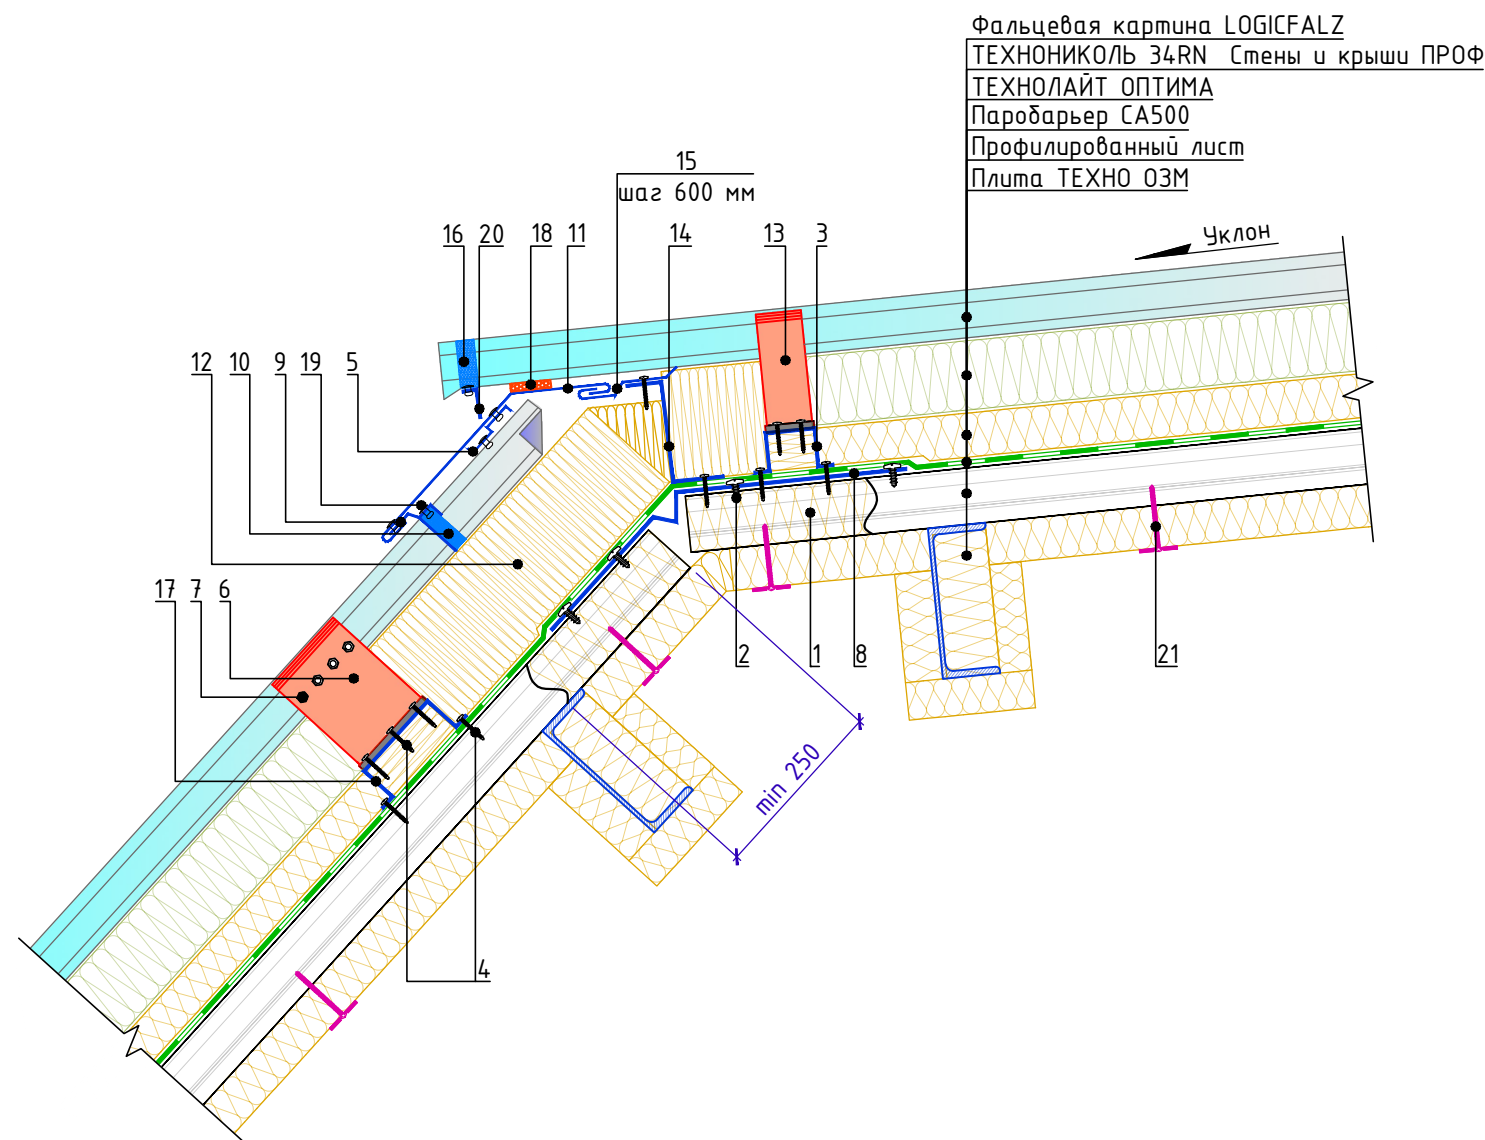 Фальцевая картина LOGICFALZ
ТЕХНОНИКОЛЬ 34RN Стены и крыши ПРОФ
ТЕХНОЛАЙТ ОПТИМА
Паробарьер СА500
Профилированный лист
Плита ТЕХНО ОЗМ
15
шаг 600 мм
16 20 18 11 14 13 3
Уклон
12 10 9 19 5
17 7 6
2 1 8 21
min 250
4